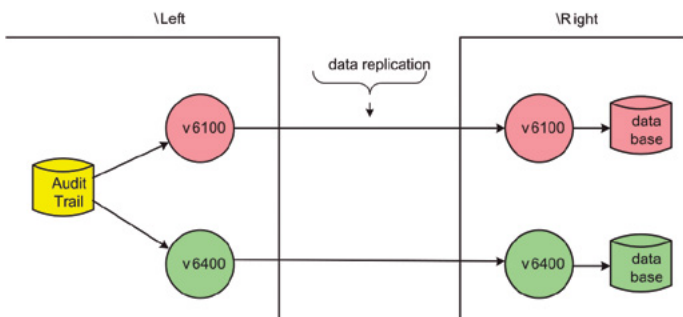 \Left
\Right
data replication
v6100
v6100
data
base
Audit
Trail
v6400
v6400
data
base